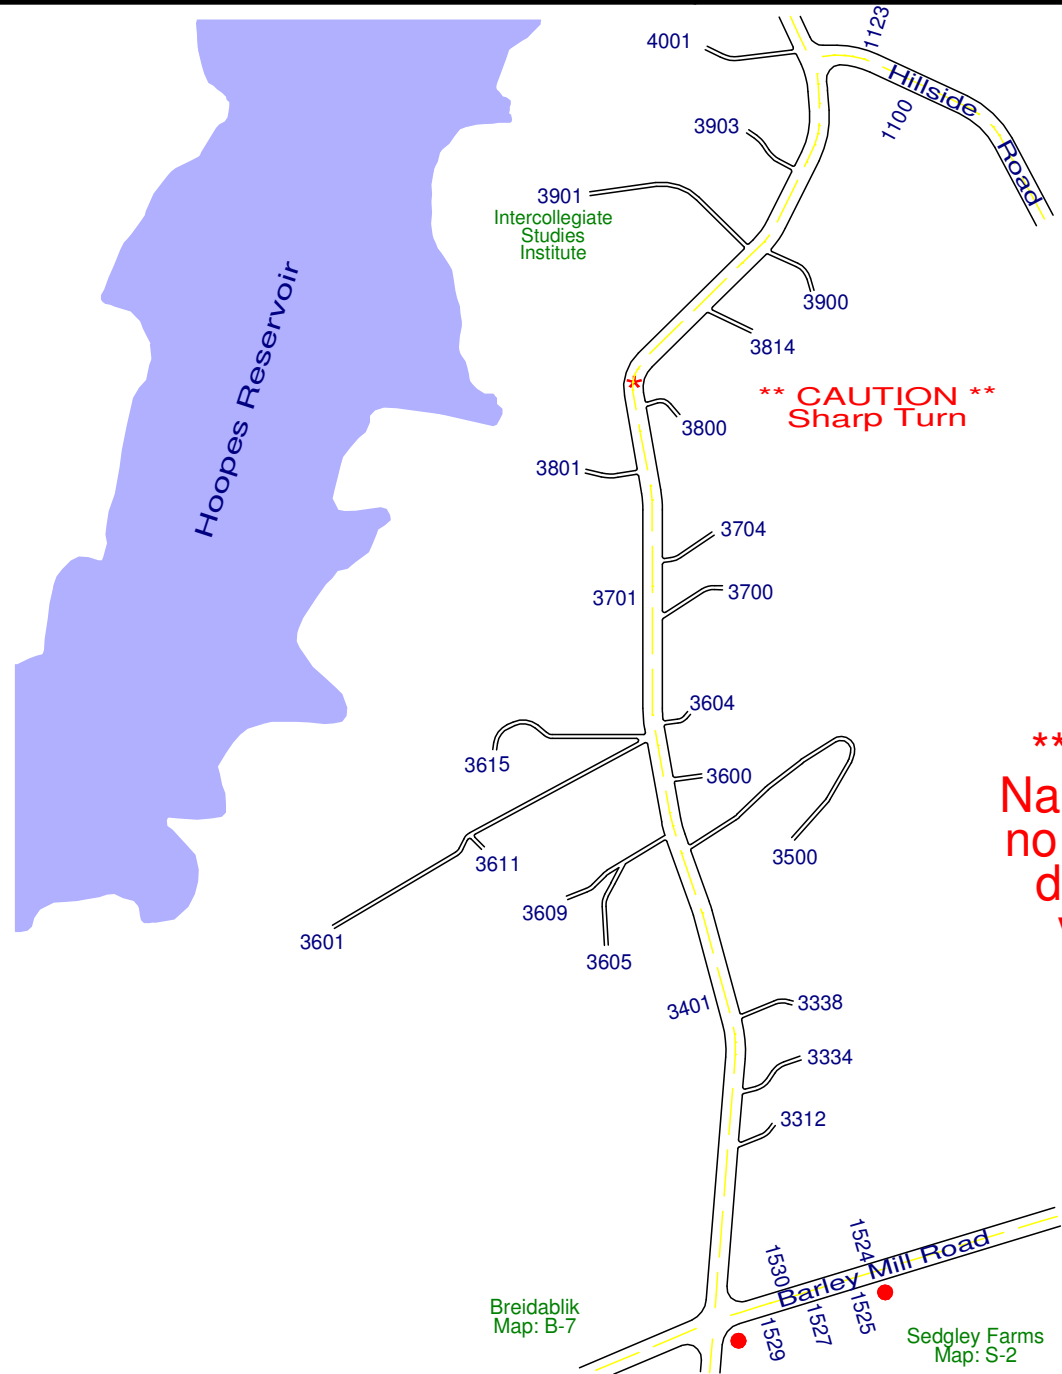 4001
1123
Hillside
Road
1100
3903
3901
Intercollegiate
Studies
Institute
3900
3814
Hoopes Reservoir
*
** CAUTION **
Sharp Turn
3800
3801
3704
3701
3700
3604
3615
3600
**
Na
no
d
3611
3500
3609
3601
3605
3401
3338
3334
3312
1524
1530
Barley Mill Road
1525
1527
1529
Breidablik
Map: B-7
Sedgley Farms
Map: S-2